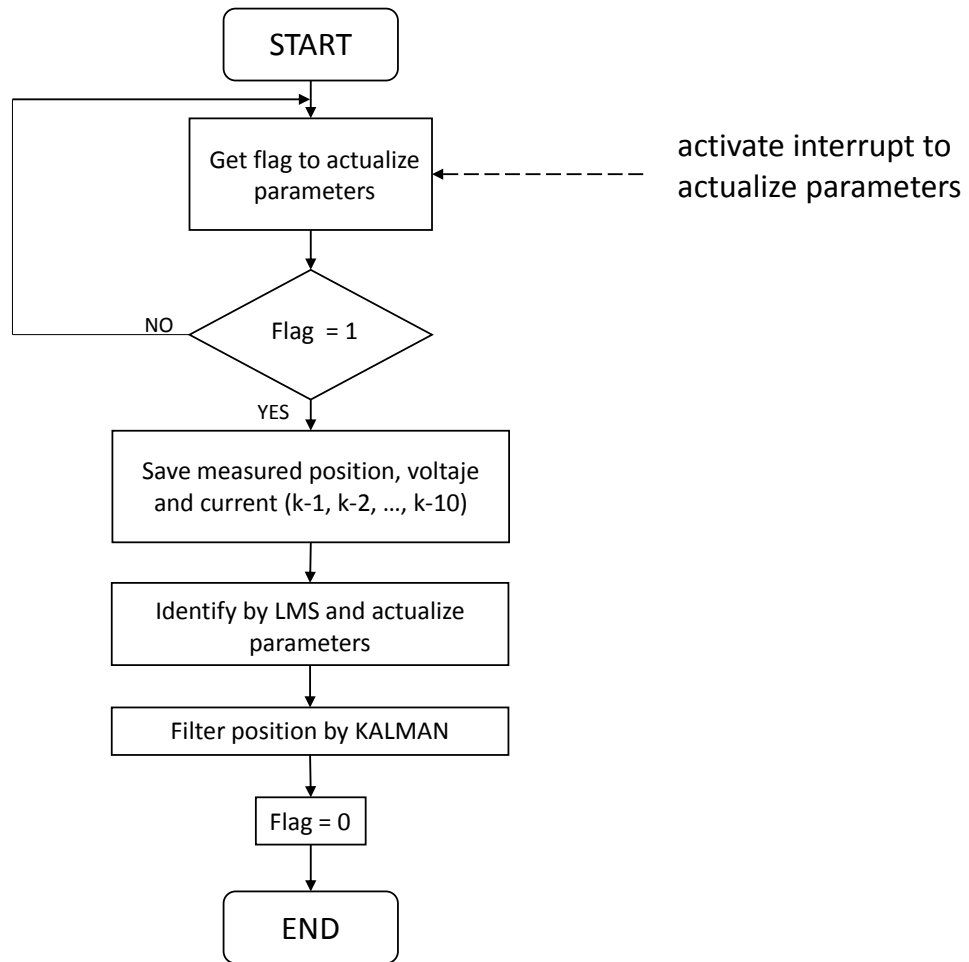 START
Get flag to actualize
parameters
activate interrupt to
actualize parameters
Flag = 1
NO
YES
Save measured position, voltaje
and current (k-1, k-2, ..., k-10)
Identify by LMS and actualize
parameters
Filter position by KALMAN
Flag = 0
END